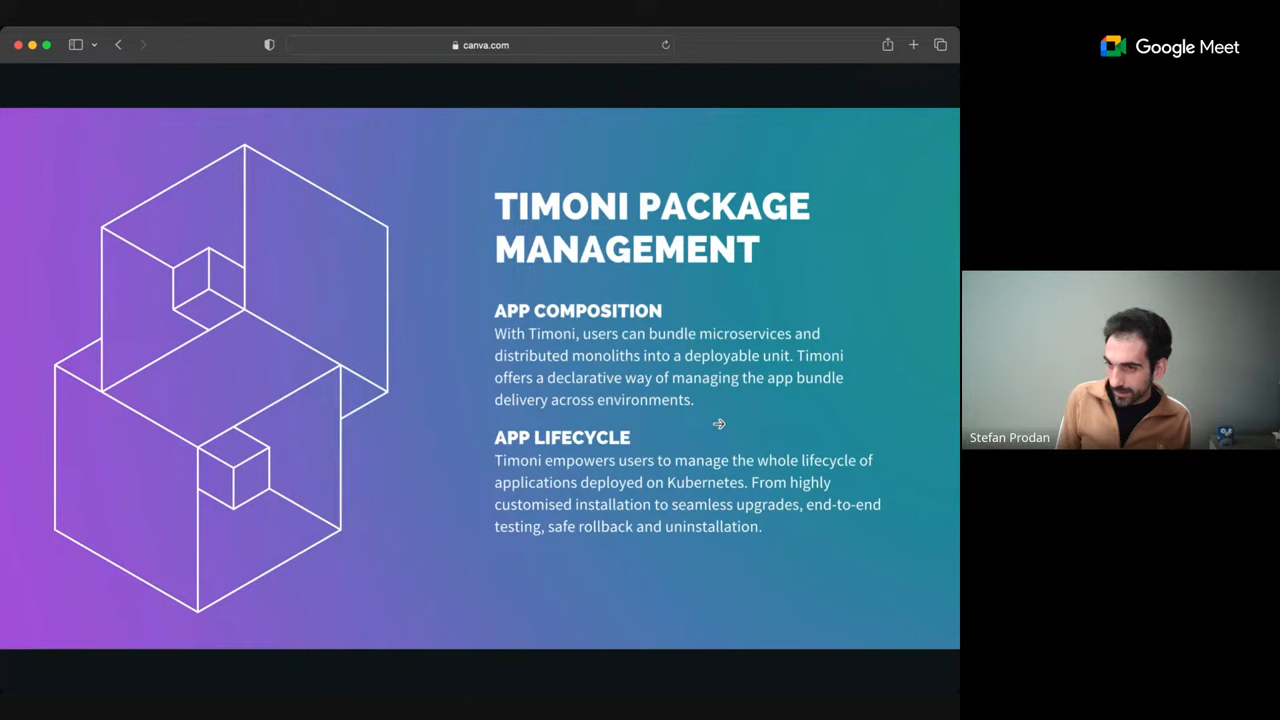 canva.com
Google Meet
TIMONI PACKAGE
MANAGEMENT
APP COMPOSITION
With Timoni, users can bundle microservices and
distributed monoliths into a deployable unit. Timoni
offers a declarative way of managing the app bundle
delivery across environments.
APP LIFECYCLE
Timoni empowers users to manage the whole lifecycle of
applications deployed on Kubernetes. From highly
customised installation to seamless upgrades, end-to-end
testing, safe rollback and uninstallation.
Stefan Prodan